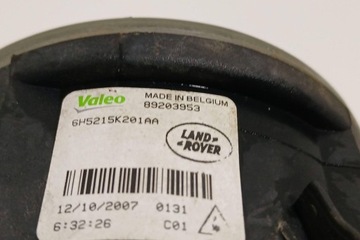 Valeo
MADE IN BELGIUM
89203953
6H5215K201AA
LAND
ROVER
12/10/2007 0131
6:32:26 C01